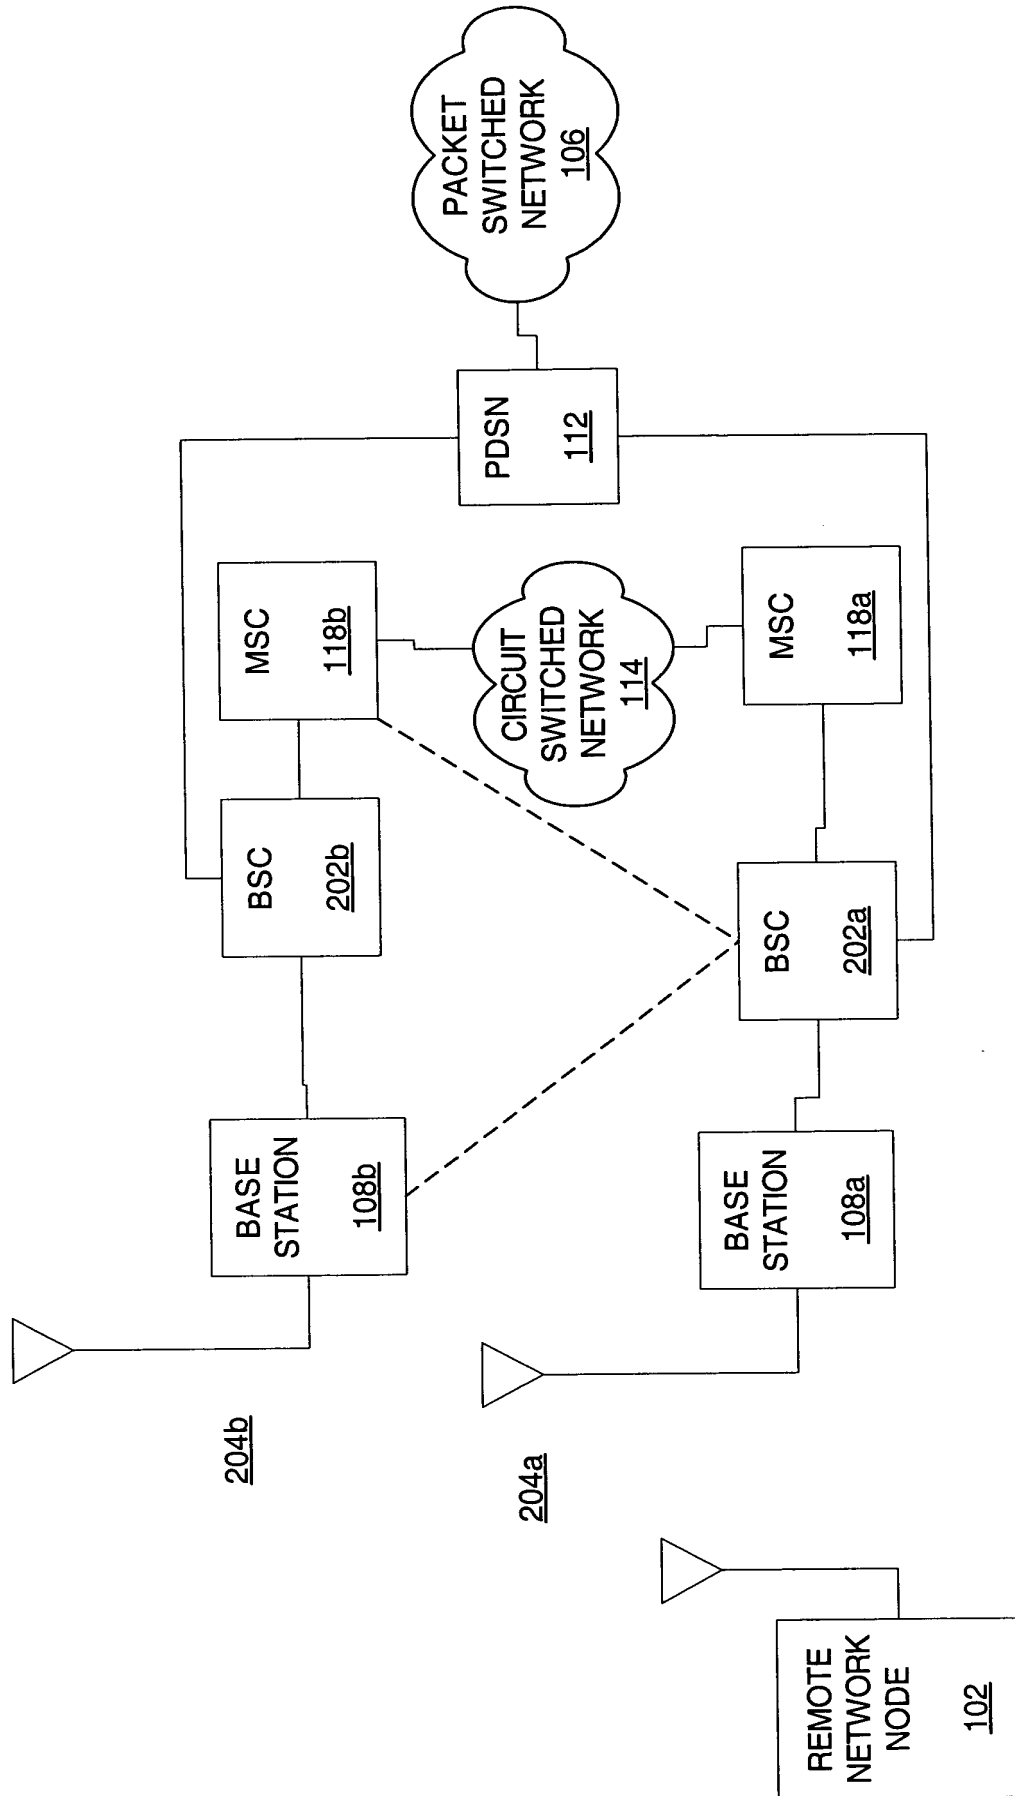 PACKET
SWITCHED
NETWORK
106
PDSN
112
MSC
118b
CIRCUIT
SWITCHED
NETWORK
114
MSC
118a
BSC
202b
BSC
202a
BASE
STATION
108b
BASE
STATION
108a
204b
204a
REMOTE
NETWORK
NODE
102